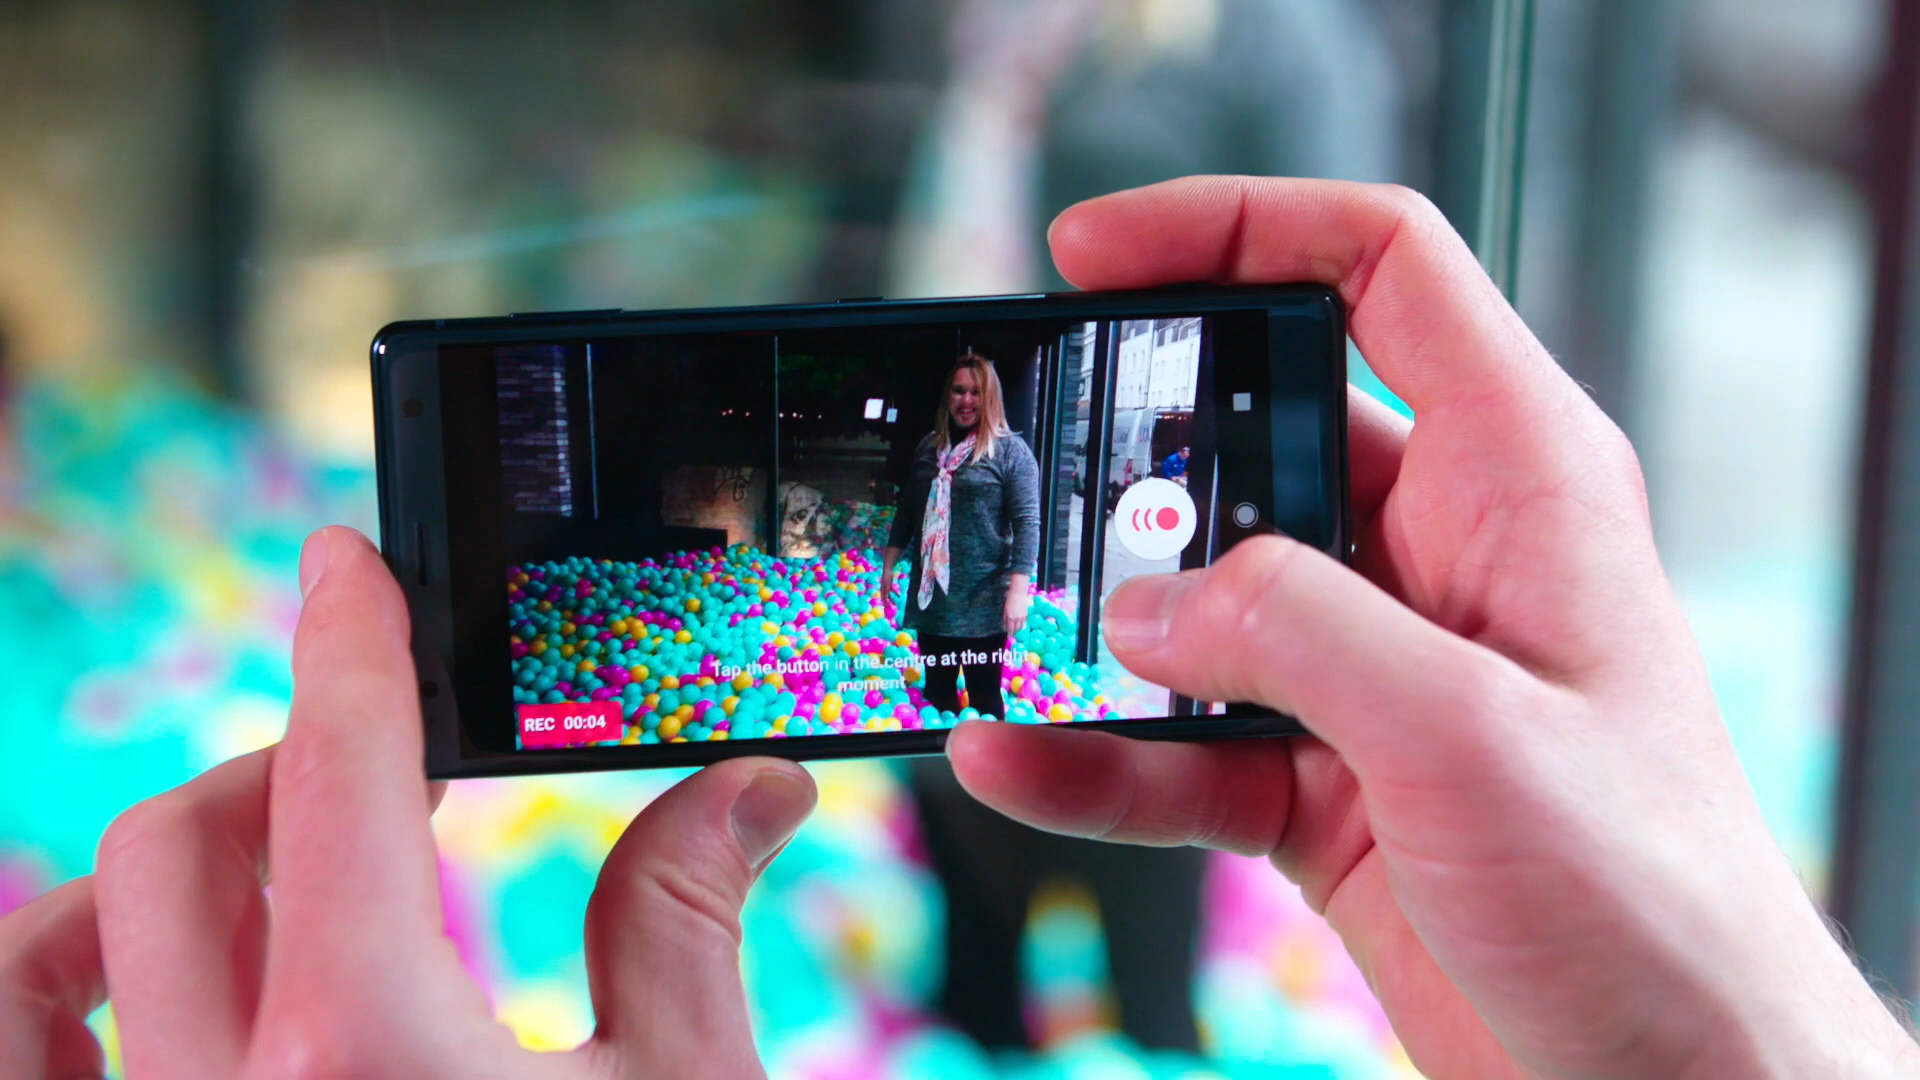 Tap the button in the centre at the right
moment
REC 00:04